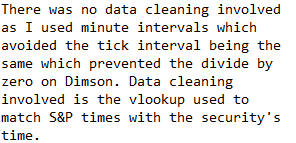 There was no data cleaning involved
as I used minute intervals which
avoided the tick interval being the
same which prevented the divide by
zero on Dimson. Data cleaning
involved is the vlookup used to
match S&P times with the security's
time.